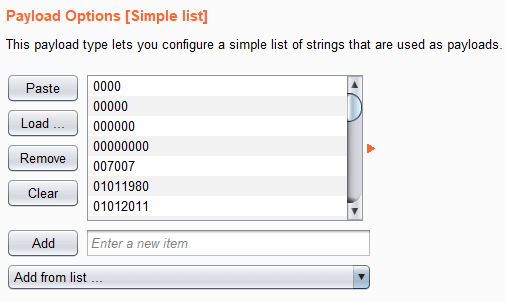 Payload Options [Simple list]
This payload type lets you configure a simple list of strings that are used as payloads.
Paste
Load ...
Remove
Clear
0000
00000
000000
00000000
007007
01011980
01012011
Add
Enter a new item
Add from list ...